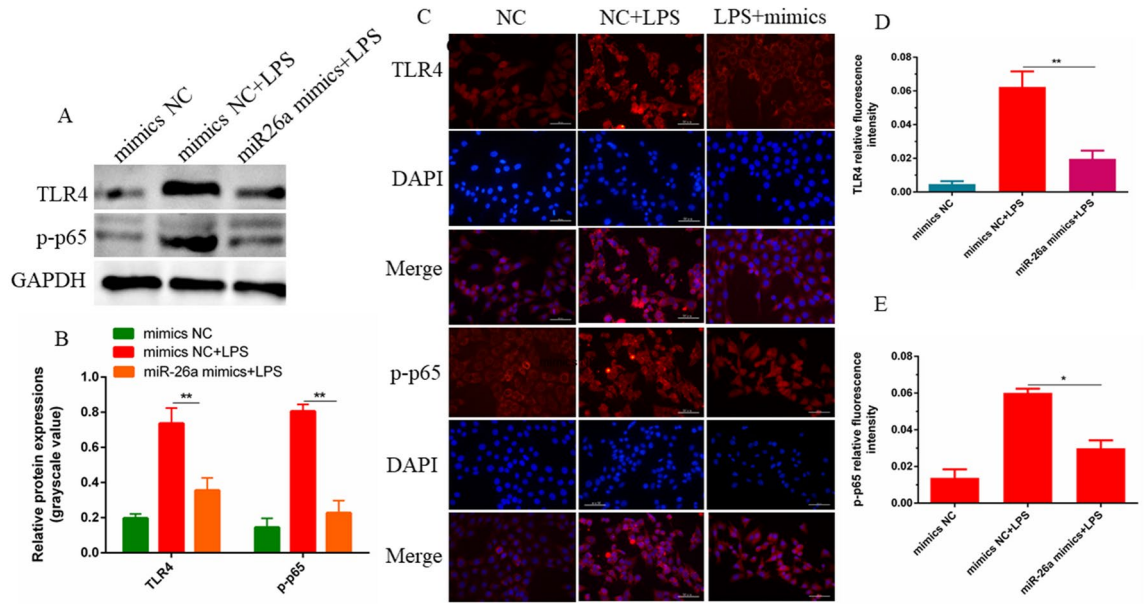 A
mimics NC
mimics NC+LPS
miR26a mimics+LPS
TLR4
p-p65
GAPDH
B
mimics NC
mimics NC+LPS
miR-26a mimics+LPS
Relative protein expressions
(grayscale value)
1.0
0.8
0.6
0.4
0.2
0.0
**
**
TLR4
p-p65
C
NC
NC+LPS
LPS+mimics
TLR4
DAPI
Merge
p-p65
DAPI
Merge
D
TLR4 relative fluorescence
intensity
0.08
0.06
0.04
0.02
0.00
**
mimics NC
mimics NC+LPS
miR-26a mimics+LPS
E
p-p65 relative fluorescence
intensity
0.08
0.06
0.04
0.02
0.00
*
mimics NC
mimics NC+LPS
miR-26a mimics+LPS